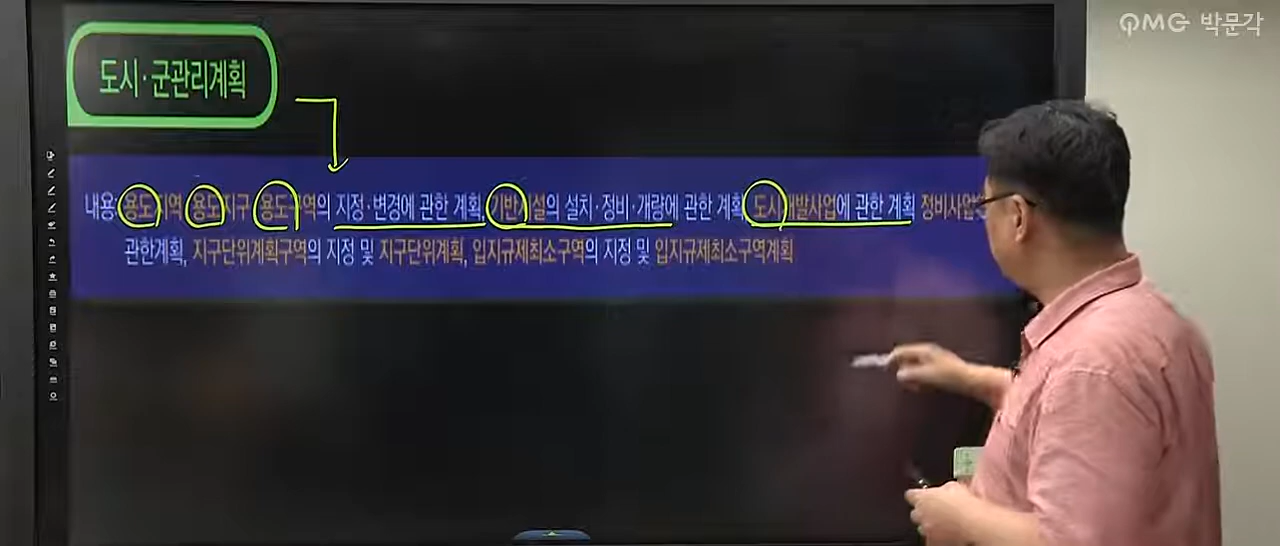 QMG 박문각
도시·군관리계획
내용: 용도지역 용도지구 용도구역의 지정·변경에 관한 계획, 기반시설의 설치·정비·개량에 관한 계획 도시개발사업에 관한 계획 정비사업에
관한계획, 지구단위계획구역의 지정 및 지구단위계획, 입지규제최소구역의 지정 및 입지규제최소구역계획